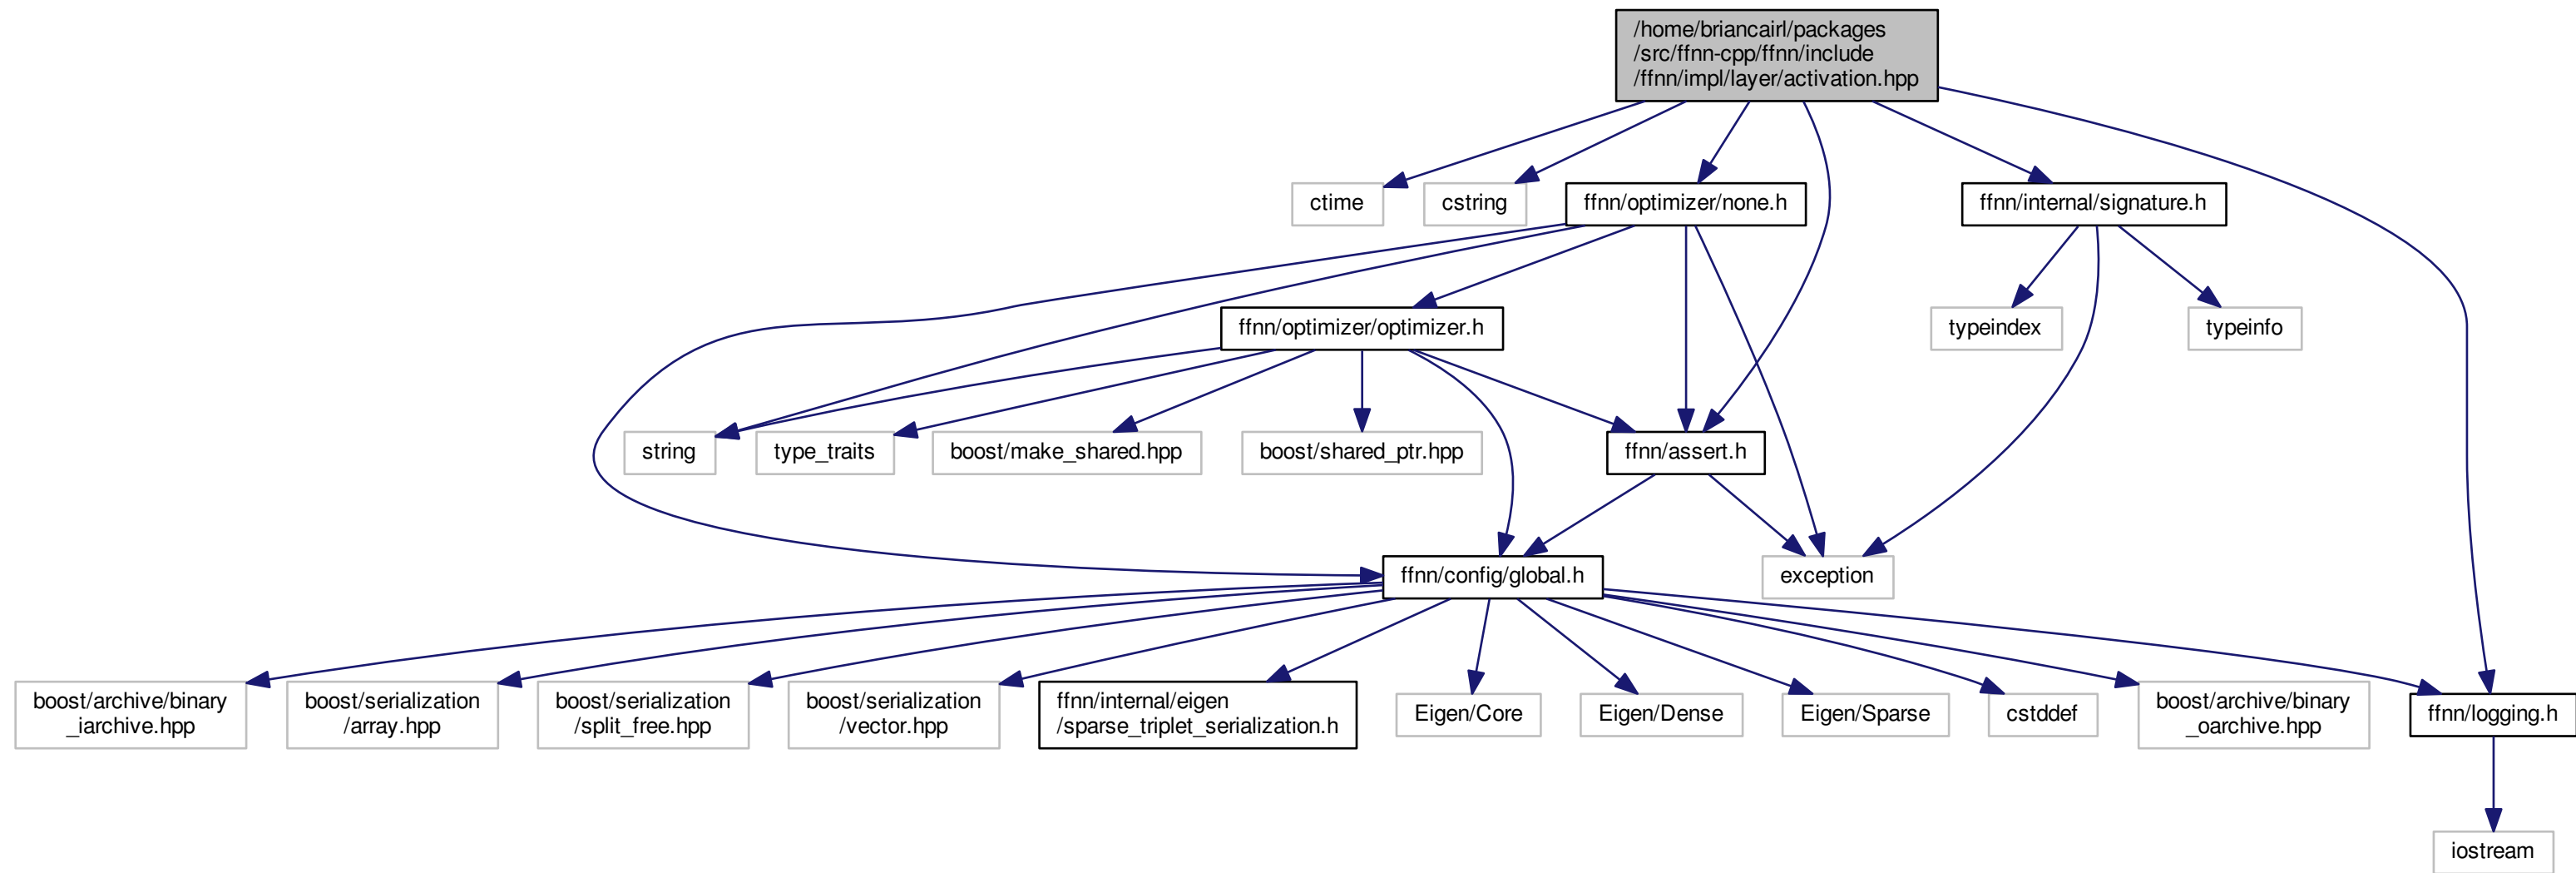 /home/briancairl/packages
/src/ffnn-cpp/ffnn/include
/ffnn/impl/layer/activation.hpp
ctime
cstring
ffnn/optimizer/none.h
ffnn/internal/signature.h
ffnn/optimizer/optimizer.h
typeindex
typeinfo
string
type_traits
boost/make_shared.hpp
boost/shared_ptr.hpp
ffnn/assert.h
ffnn/config/global.h
exception
boost/archive/binary
_iarchive.hpp
boost/serialization
/array.hpp
boost/serialization
/split_free.hpp
boost/serialization
/vector.hpp
ffnn/internal/eigen
/sparse_triplet_serialization.h
Eigen/Core
Eigen/Dense
Eigen/Sparse
cstddef
boost/archive/binary
_oarchive.hpp
ffnn/logging.h
iostream